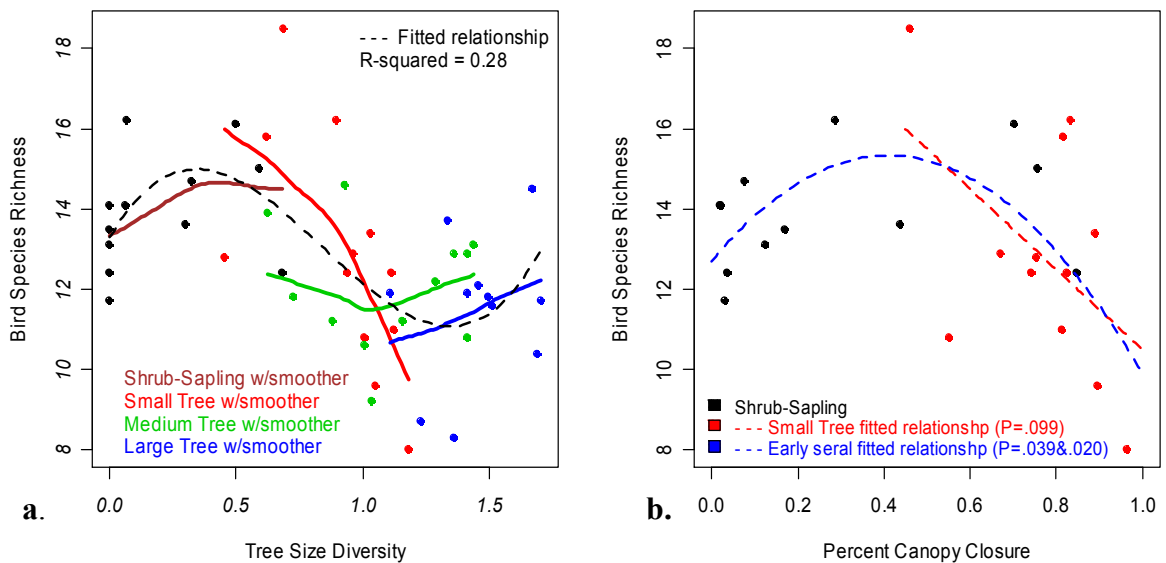 Fitted relationship
R-squared = 0.28
Bird Species Richness
18
16
14
12
10
8
Shrub-Sapling w/smoother
Small Tree w/smoother
Medium Tree w/smoother
Large Tree w/smoother
0.0 0.5 1.0 1.5
a.
Tree Size Diversity
Bird Species Richness
18
16
14
12
10
8
Shrub-Sapling
Small Tree fitted relationshp (P=.099)
Early seral fitted relationshp (P=.039&.020)
0.0 0.2 0.4 0.6 0.8 1.0
b.
Percent Canopy Closure